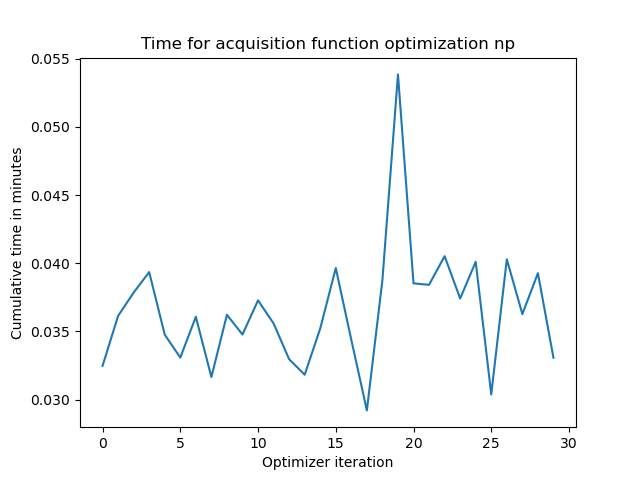 Time for acquisition function optimization np
0.055
0.050
0.045
0.040
0.035
0.030
Cumulative time in minutes
0 5 10 15 20 25 30
Optimizer iteration